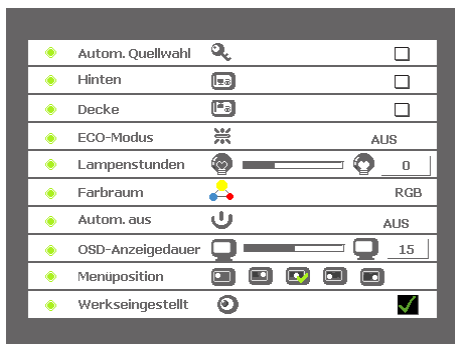 Autom. Quellwahl
Hinten
Decke
ECO-Modus AUS
Lampenstunden 0
Farbraum RGB
Autom. aus AUS
OSD-Anzeigedauer 15
Menüposition
Werkseingestellt